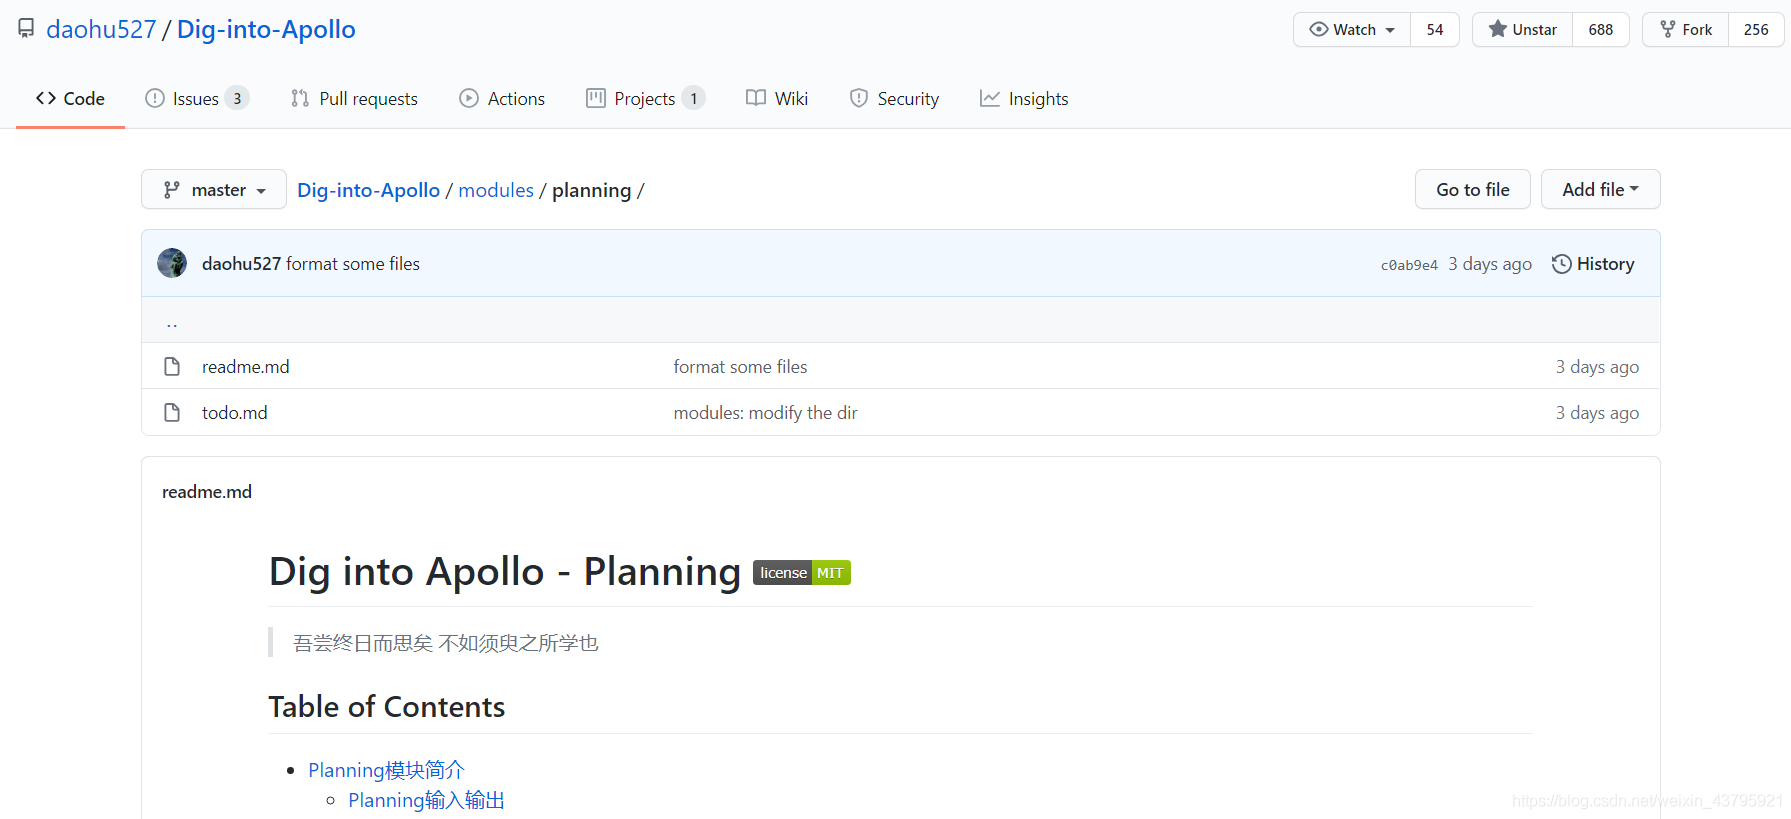 daohu527 / Dig-into-Apollo
Watch 54 Unstar 688 Fork 256
Code Issues 3 Pull requests Actions Projects 1 Wiki Security Insights
master Dig-into-Apollo / modules / planning / Go to file Add file
daohu527 format some files c0ab9e4 3 days ago History
..
readme.md format some files 3 days ago
todo.md modules: modify the dir 3 days ago
readme.md
Dig into Apollo - Planning license MIT
吾尝终日而思矣 不如须臾之所学也
Table of Contents
Planning模块简介
Planning输入输出
https://blog.csdn.net/weixin_43795921